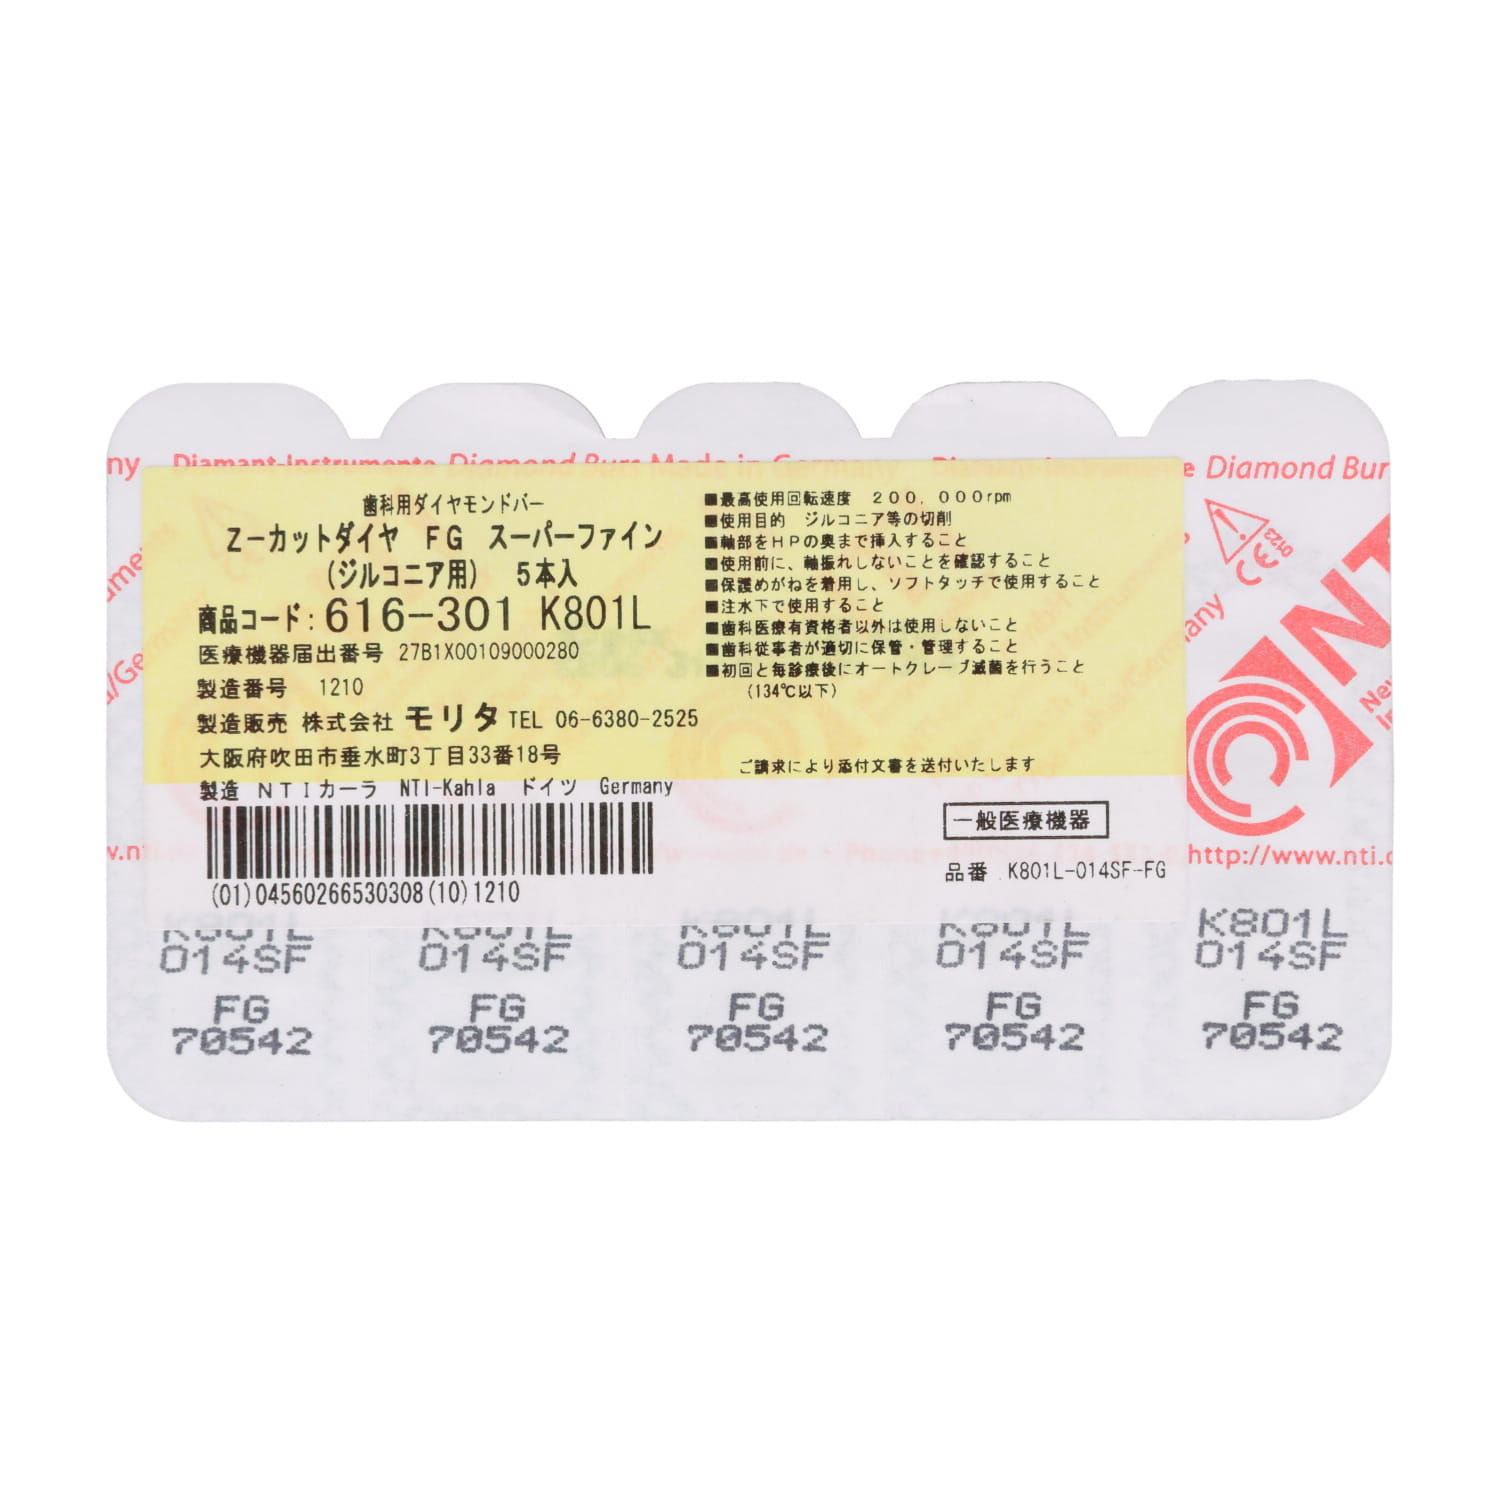 ny Diamant-Instrumente Diamond Burs Made in Germany e Diamond Bur
歯科用ダイヤモンドバー
Z－カットダイヤ　FG　スーパーファイン
(ジルコニア用)　5本入
商品コード：616-301 K801L
医療機器届出番号 27B1X00109000280
製造番号 1210
製造販売 株式会社 モリタ TEL 06-6380-2525
大阪府吹田市垂水町3丁目33番18号
製造 ＮＴＩカーラ NTI-Kahla ドイツ Germany
(01)04560266530308(10)1210
■最高使用回転速度　２００，０００rpm
■使用目的　ジルコニア等の切削
■軸部をＨＰの奥まで挿入すること
■使用前に、軸振れしないことを確認すること
■保護めがねを着用し、ソフトタッチで使用すること
■注水下で使用すること
■歯科医療有資格者以外は使用しないこと
■歯科従事者が適切に保管・管理すること
■初回と毎診療後にオートクレーブ滅菌を行うこと
(134℃以下)
ご請求により添付文書を送付いたします
一般医療機器
品番 K801L-014SF-FG
CE 0123
NTI
http://www.nti.
K801L K801L K801L K801L K801L
014SF 014SF 014SF 014SF 014SF
FG FG FG FG FG
70542 70542 70542 70542 70542